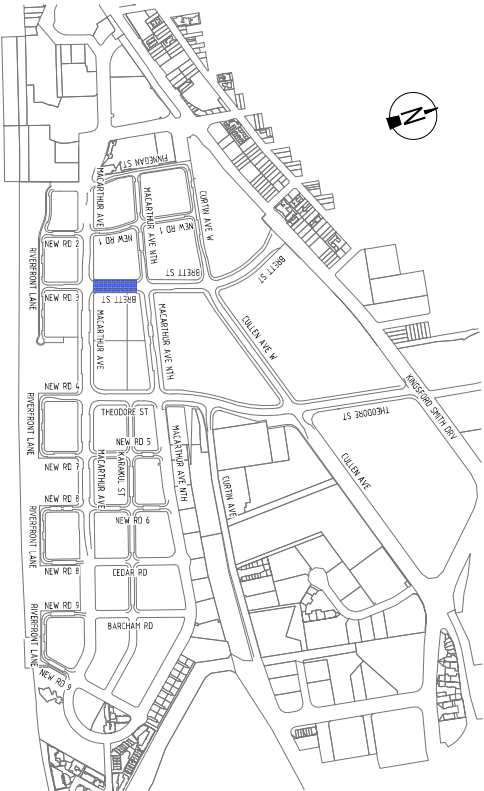 N
FINNEGAN ST
MACARTHUR AVE
MACARTHUR AVE NTH
CURTIN AVE W
NEW RD 1
NEW RD 1
NEW RD 2
RIVERFRONT LANE
BRETT ST
BRETT ST
NEW RD 3
BRETT ST
MACARTHUR AVE
MACARTHUR AVE NTH
CULLEN AVE W
KINGSFORD SMITH DRV
NEW RD 4
RIVERFRONT LANE
THEODORE ST
THEODORE ST
NEW RD 5
MACARTHUR AVE NTH
NEW RD 7
MACARTHUR AVE
KARAKUL ST
CURTIN AVE
CULLEN AVE
NEW RD 8
RIVERFRONT LANE
NEW RD 6
NEW RD 8
CEDAR RD
NEW RD 9
RIVERFRONT LANE
BARCHAM RD
NEW RD 9